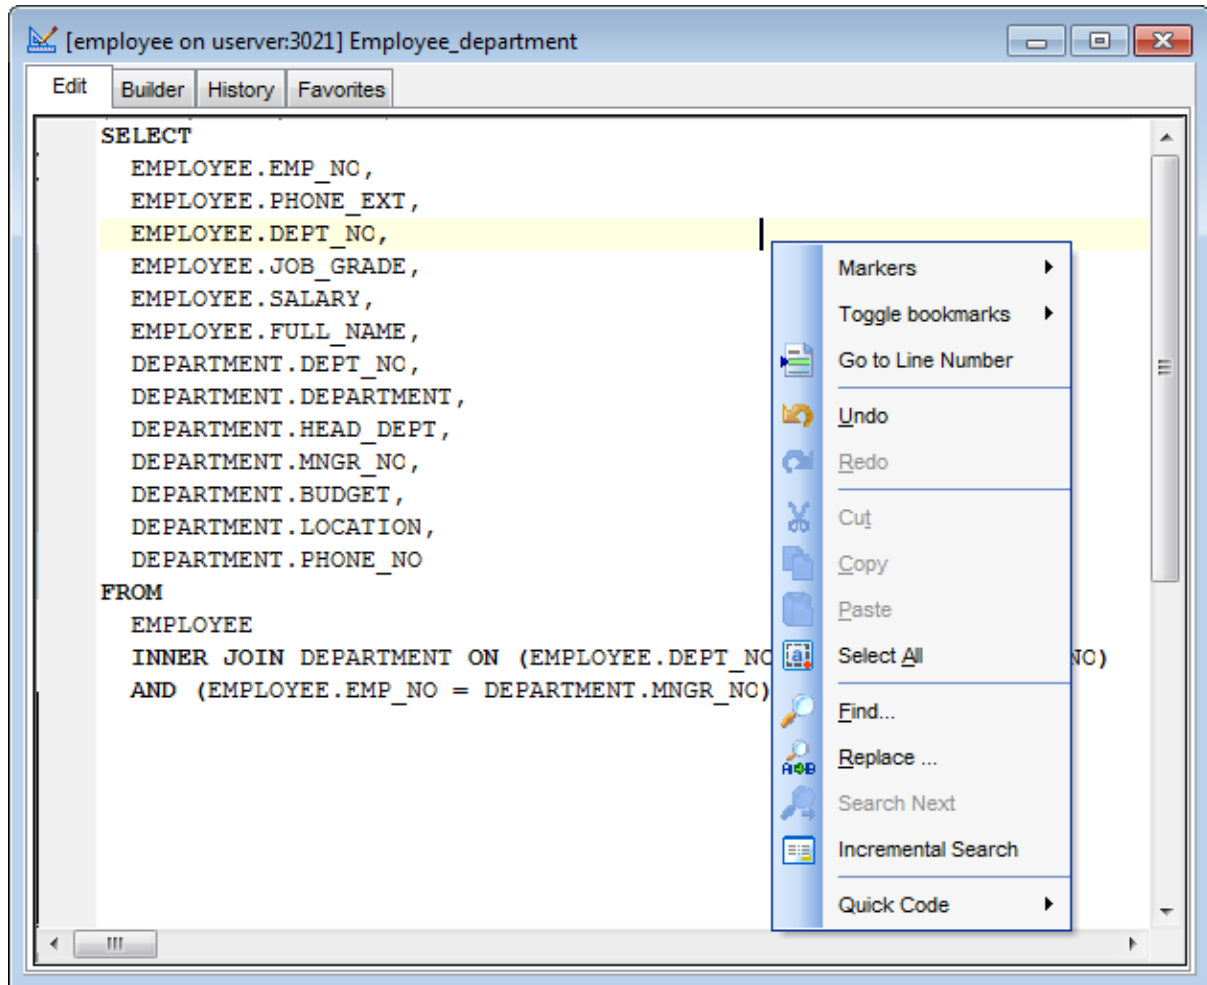 [employee on userver:3021] Employee_department
Edit Builder History Favorites
SELECT
EMPLOYEE.EMP_NO,
EMPLOYEE.PHONE_EXT,
EMPLOYEE.DEPT_NO,
EMPLOYEE.JOB_GRADE,
EMPLOYEE.SALARY,
EMPLOYEE.FULL_NAME,
DEPARTMENT.DEPT_NO,
DEPARTMENT.DEPARTMENT,
DEPARTMENT.HEAD_DEPT,
DEPARTMENT.MNGR_NO,
DEPARTMENT.BUDGET,
DEPARTMENT.LOCATION,
DEPARTMENT.PHONE_NO
FROM
EMPLOYEE
INNER JOIN DEPARTMENT ON (EMPLOYEE.DEPT_NO NO)
AND (EMPLOYEE.EMP_NO = DEPARTMENT.MNGR_NO)
Markers
Toggle bookmarks
Go to Line Number
Undo
Redo
Cut
Copy
Paste
Select All
Find...
Replace ...
Search Next
Incremental Search
Quick Code